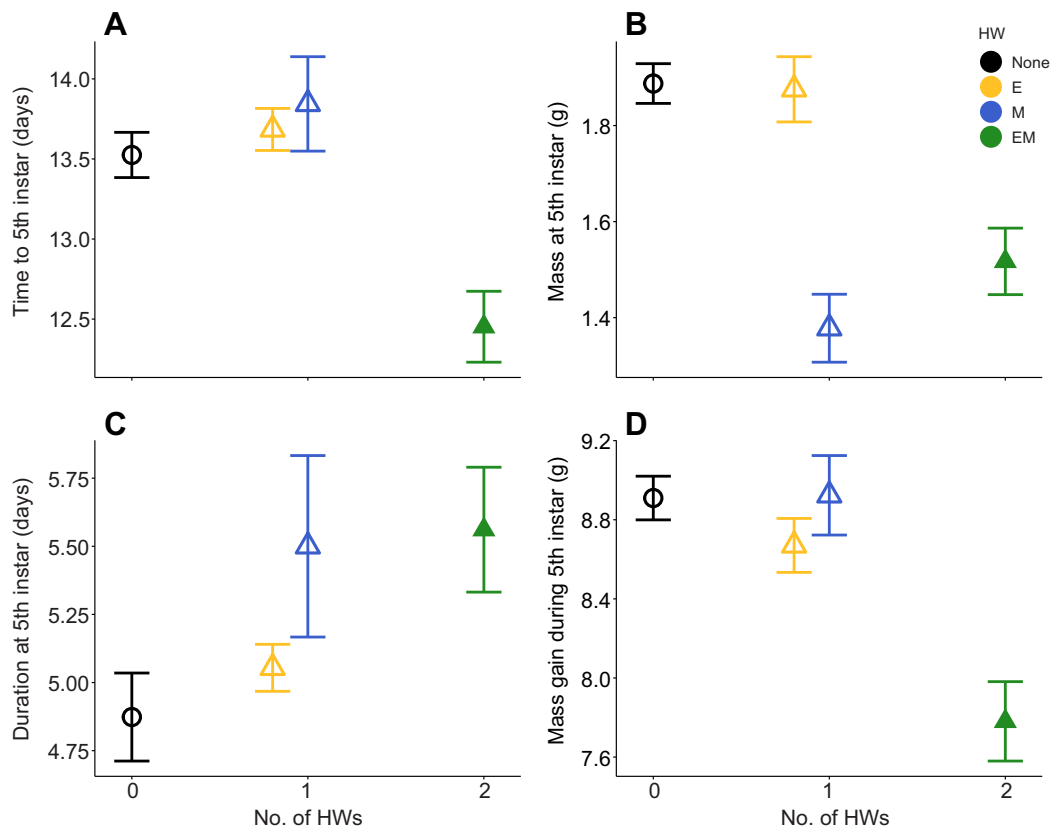 A
Time to 5th instar (days)
14.0
13.5
13.0
12.5
B
Mass at 5th instar (g)
1.8
1.6
1.4
HW
None
E
M
EM
C
Duration at 5th instar (days)
5.75
5.50
5.25
5.00
4.75
0 1 2
No. of HWs
D
Mass gain during 5th instar (g)
9.2
8.8
8.4
8.0
7.6
0 1 2
No. of HWs